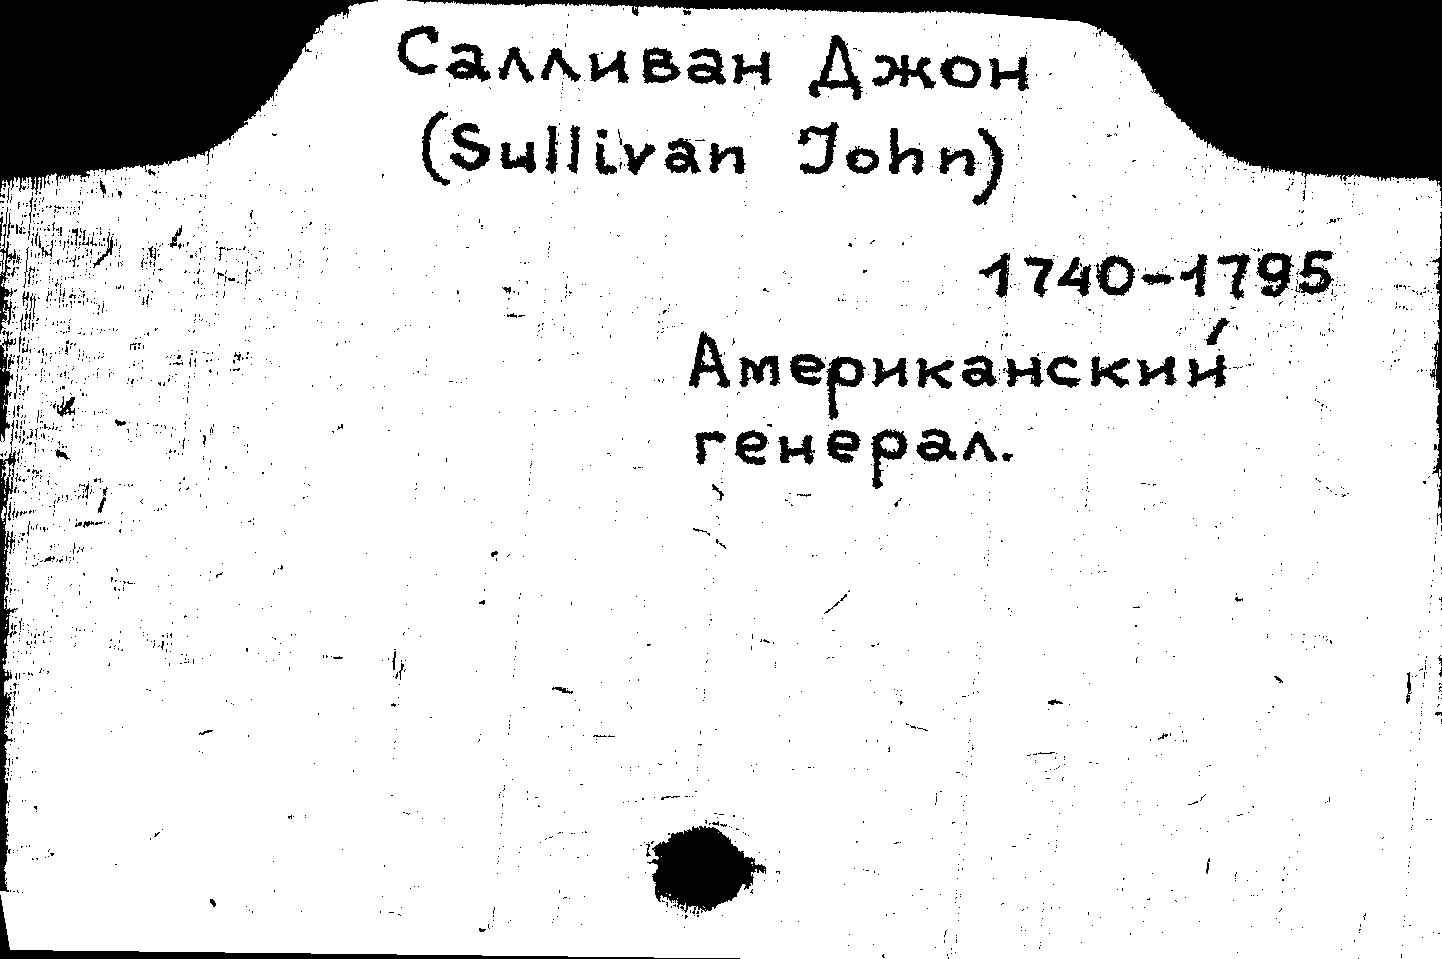 Салливан Джон
(Sullivan John)
1740-1795
Американский
генерал.